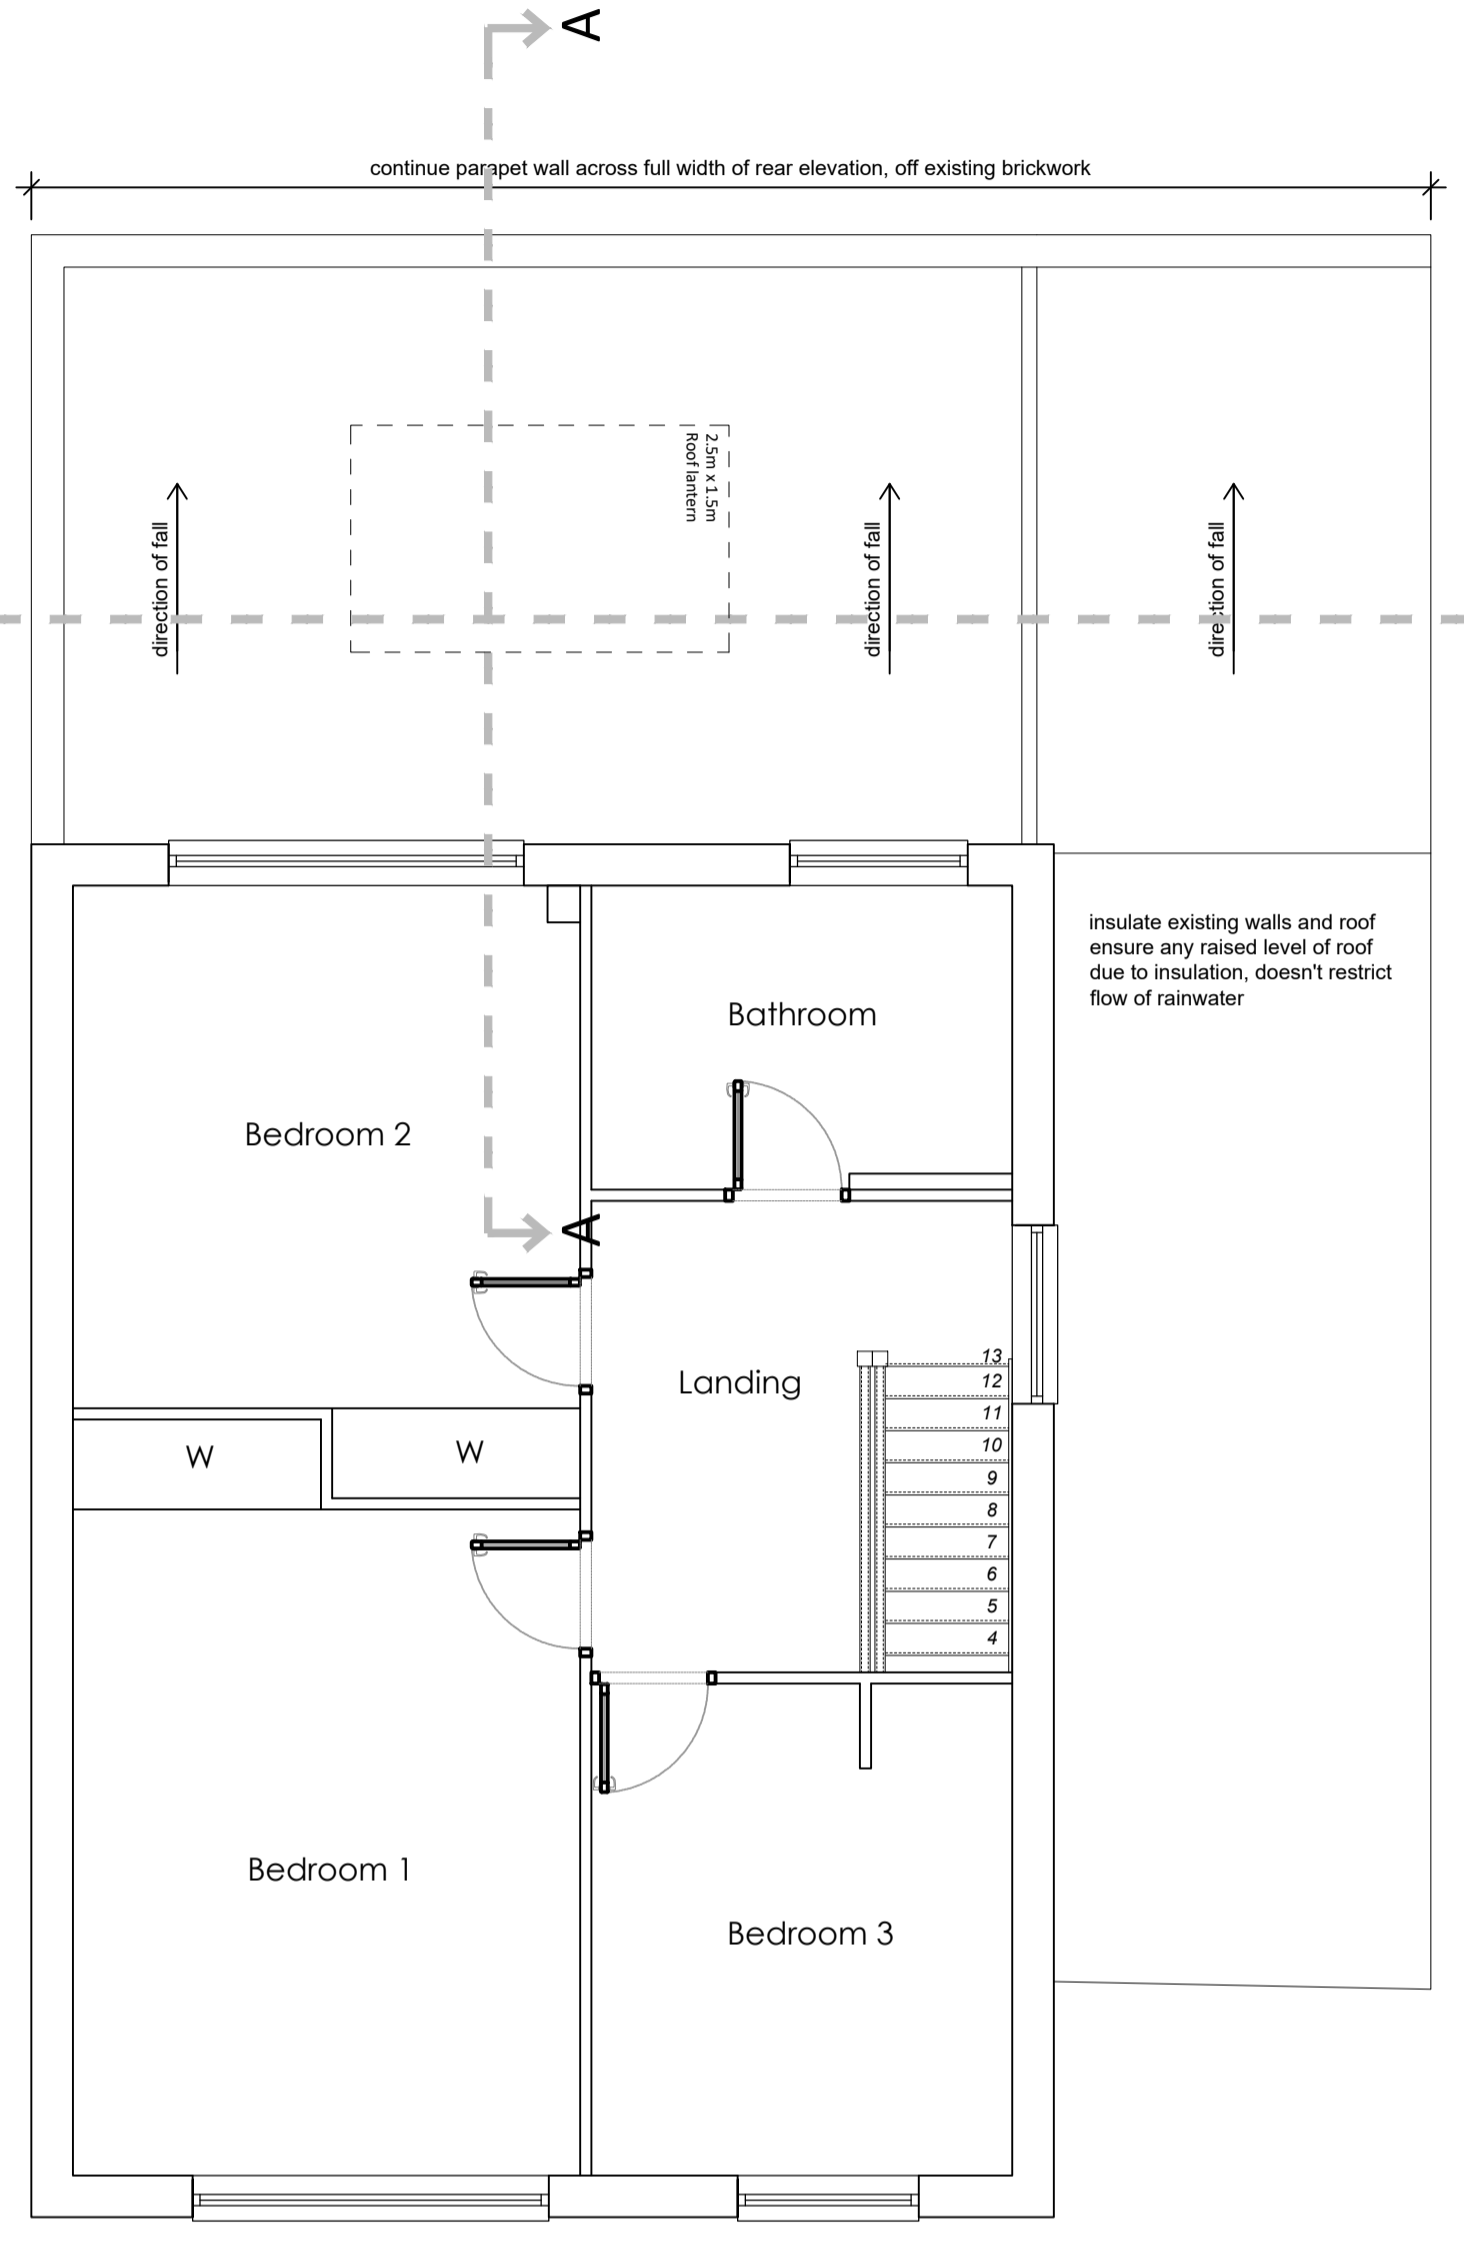 A
continue parapet wall across full width of rear elevation, off existing brickwork
2.5m x 1.5m
Roof lantern
direction of fall
direction of fall
direction of fall
insulate existing walls and roof
ensure any raised level of roof
due to insulation, doesn't restrict
flow of rainwater
Bathroom
Bedroom 2
A
Landing
13
12
11
10
9
8
7
6
5
4
W
W
Bedroom 1
Bedroom 3